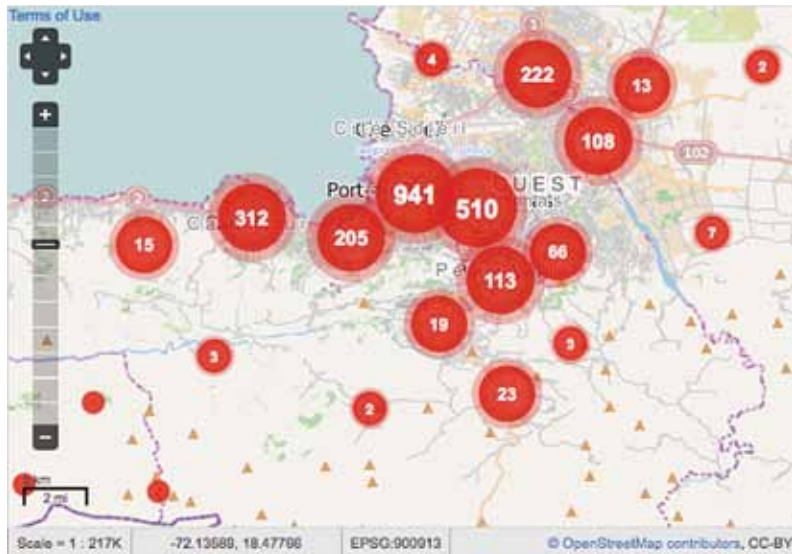 Terms of Use
4
222
13
2
108
102
Port
941
OUEST
510
312
205
15
66
7
113
19
3
3
23
2
2 mi
Scale = 1 : 217K
-72.13589, 18.47766
EPSG:900913
© OpenStreetMap contributors, CC-BY